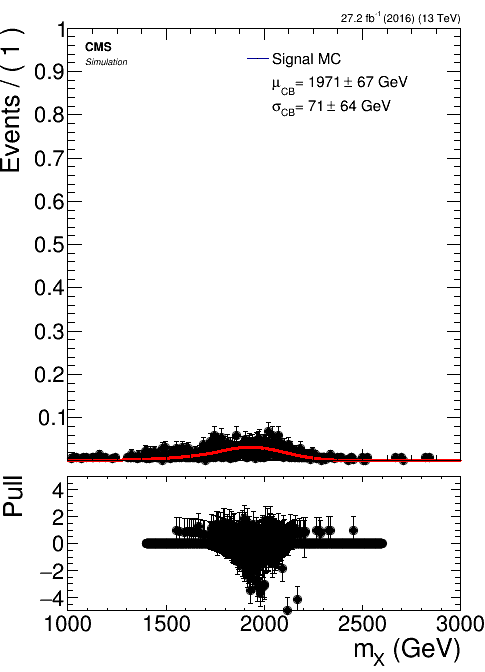 27.2 fb⁻¹ (2016) (13 TeV)
CMS
Simulation
Signal MC
μ_CB = 1971 ± 67 GeV
σ_CB = 71 ± 64 GeV
Events / ( 1 )
1
0.9
0.8
0.7
0.6
0.5
0.4
0.3
0.2
0.1
Pull
4
2
0
−2
−4
1000 1500 2000 2500 3000
m_X (GeV)